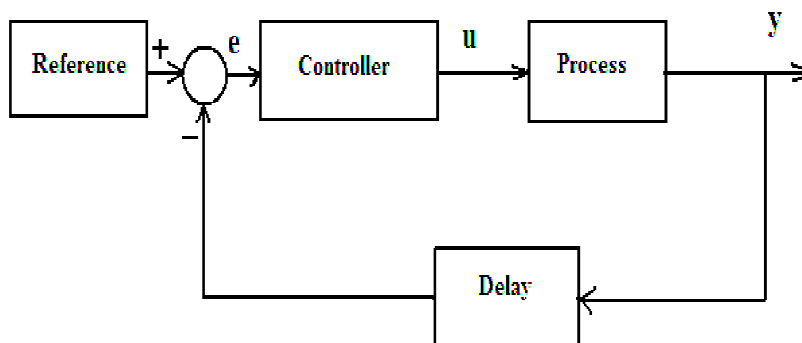 Reference
+
e
Controller
u
Process
y
−
Delay